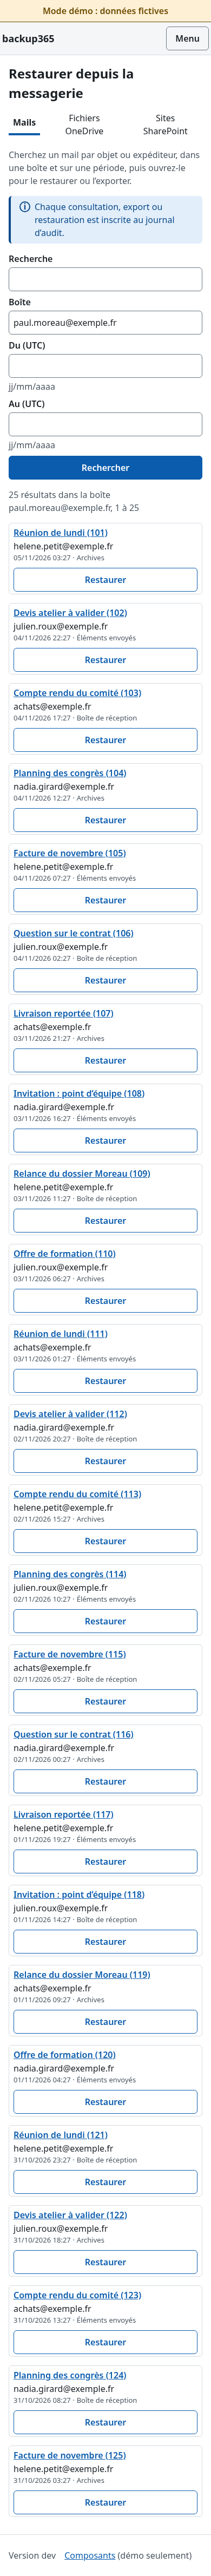 Mode démo : données fictives
backup365
Menu
Restaurer depuis la
messagerie
Mails
Fichiers
OneDrive
Sites
SharePoint
Cherchez un mail par objet ou expéditeur, dans
une boîte et sur une période, puis ouvrez-le
pour le restaurer ou l’exporter.
Chaque consultation, export ou
restauration est inscrite au journal
d’audit.
Recherche
Boîte
paul.moreau@exemple.fr
Du (UTC)
jj/mm/aaaa
Au (UTC)
jj/mm/aaaa
Rechercher
25 résultats dans la boîte
paul.moreau@exemple.fr, 1 à 25
Réunion de lundi (101)
helene.petit@exemple.fr
05/11/2026 03:27 · Archives
Restaurer
Devis atelier à valider (102)
julien.roux@exemple.fr
04/11/2026 22:27 · Éléments envoyés
Restaurer
Compte rendu du comité (103)
achats@exemple.fr
04/11/2026 17:27 · Boîte de réception
Restaurer
Planning des congrès (104)
nadia.girard@exemple.fr
04/11/2026 12:27 · Archives
Restaurer
Facture de novembre (105)
helene.petit@exemple.fr
04/11/2026 07:27 · Éléments envoyés
Restaurer
Question sur le contrat (106)
julien.roux@exemple.fr
04/11/2026 02:27 · Boîte de réception
Restaurer
Livraison reportée (107)
achats@exemple.fr
03/11/2026 21:27 · Archives
Restaurer
Invitation : point d’équipe (108)
nadia.girard@exemple.fr
03/11/2026 16:27 · Éléments envoyés
Restaurer
Relance du dossier Moreau (109)
helene.petit@exemple.fr
03/11/2026 11:27 · Boîte de réception
Restaurer
Offre de formation (110)
julien.roux@exemple.fr
03/11/2026 06:27 · Archives
Restaurer
Réunion de lundi (111)
achats@exemple.fr
03/11/2026 01:27 · Éléments envoyés
Restaurer
Devis atelier à valider (112)
nadia.girard@exemple.fr
02/11/2026 20:27 · Boîte de réception
Restaurer
Compte rendu du comité (113)
helene.petit@exemple.fr
02/11/2026 15:27 · Archives
Restaurer
Planning des congrès (114)
julien.roux@exemple.fr
02/11/2026 10:27 · Éléments envoyés
Restaurer
Facture de novembre (115)
achats@exemple.fr
02/11/2026 05:27 · Boîte de réception
Restaurer
Question sur le contrat (116)
nadia.girard@exemple.fr
02/11/2026 00:27 · Archives
Restaurer
Livraison reportée (117)
helene.petit@exemple.fr
01/11/2026 19:27 · Éléments envoyés
Restaurer
Invitation : point d’équipe (118)
julien.roux@exemple.fr
01/11/2026 14:27 · Boîte de réception
Restaurer
Relance du dossier Moreau (119)
achats@exemple.fr
01/11/2026 09:27 · Archives
Restaurer
Offre de formation (120)
nadia.girard@exemple.fr
01/11/2026 04:27 · Éléments envoyés
Restaurer
Réunion de lundi (121)
helene.petit@exemple.fr
31/10/2026 23:27 · Boîte de réception
Restaurer
Devis atelier à valider (122)
julien.roux@exemple.fr
31/10/2026 18:27 · Archives
Restaurer
Compte rendu du comité (123)
achats@exemple.fr
31/10/2026 13:27 · Éléments envoyés
Restaurer
Planning des congrès (124)
nadia.girard@exemple.fr
31/10/2026 08:27 · Boîte de réception
Restaurer
Facture de novembre (125)
helene.petit@exemple.fr
31/10/2026 03:27 · Archives
Restaurer
Version dev Composants (démo seulement)